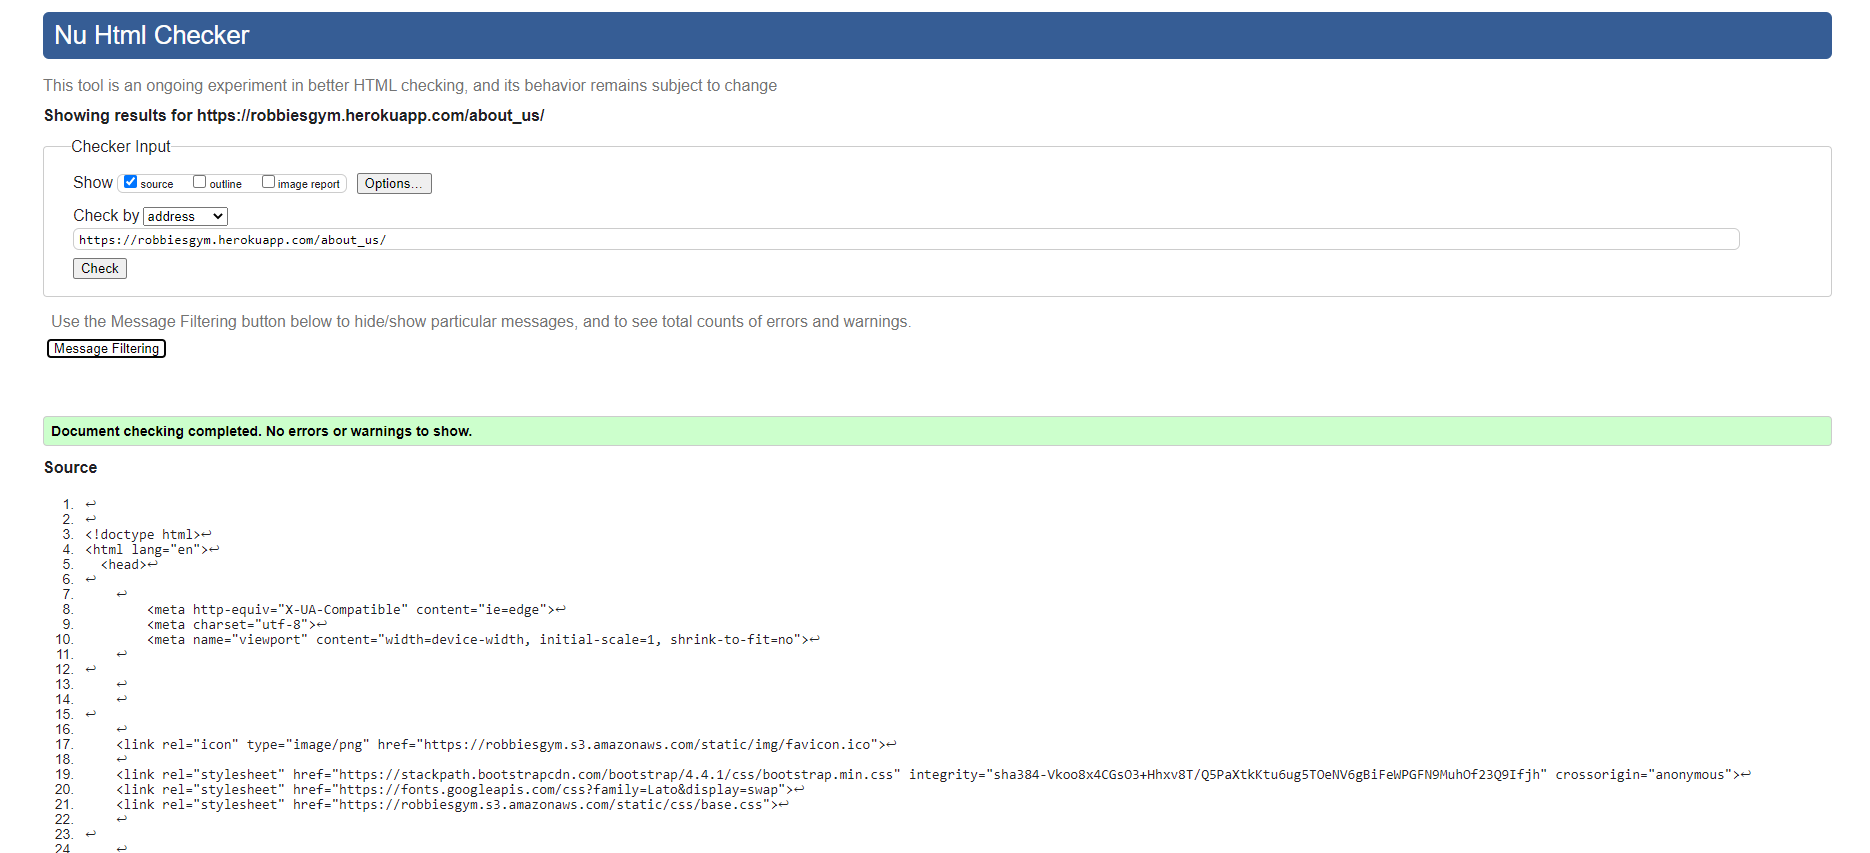 Nu Html Checker
This tool is an ongoing experiment in better HTML checking, and its behavior remains subject to change
Showing results for https://robbiesgym.herokuapp.com/about_us/
Checker Input
Show source outline image report Options...
Check by address
https://robbiesgym.herokuapp.com/about_us/
Check
Use the Message Filtering button below to hide/show particular messages, and to see total counts of errors and warnings.
Message Filtering
Document checking completed. No errors or warnings to show.
Source
1. ↩
2. ↩
3. <!doctype html>↩
4. <html lang="en">↩
5. <head>↩
6. ↩
7. ↩
8. <meta http-equiv="X-UA-Compatible" content="ie=edge">↩
9. <meta charset="utf-8">↩
10. <meta name="viewport" content="width=device-width, initial-scale=1, shrink-to-fit=no">↩
11. ↩
12. ↩
13. ↩
14. ↩
15. ↩
16. ↩
17. <link rel="icon" type="image/png" href="https://robbiesgym.s3.amazonaws.com/static/img/favicon.ico">↩
18. ↩
19. <link rel="stylesheet" href="https://stackpath.bootstrapcdn.com/bootstrap/4.4.1/css/bootstrap.min.css" integrity="sha384-Vkoo8x4CGsO3+Hhxv8T/Q5PaXtkKtu6ug5TOeNV6gBiFeWPGFN9MuhOf23Q9Ifjh" crossorigin="anonymous">↩
20. <link rel="stylesheet" href="https://fonts.googleapis.com/css?family=Lato&display=swap">↩
21. <link rel="stylesheet" href="https://robbiesgym.s3.amazonaws.com/static/css/base.css">↩
22. ↩
23. ↩
24 ↩